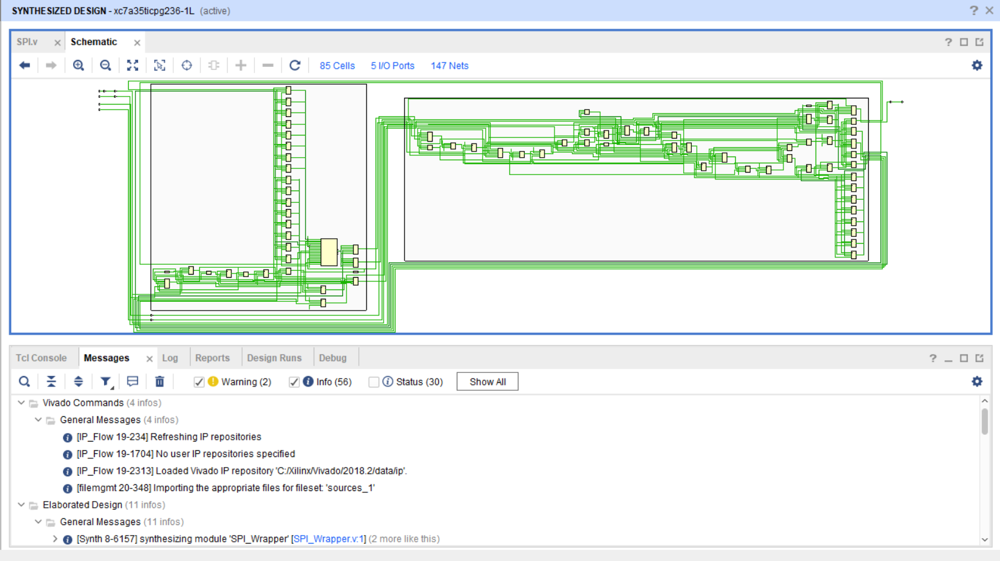 SYNTHESIZED DESIGN - xc7a35ticpg236-1L (active)
SPI.v Schematic
85 Cells 5 I/O Ports 147 Nets
Tcl Console Messages Log Reports Design Runs Debug
Warning (2) Info (56) Status (30) Show All
Vivado Commands (4 infos)
General Messages (4 infos)
[IP_Flow 19-234] Refreshing IP repositories
[IP_Flow 19-1704] No user IP repositories specified
[IP_Flow 19-2313] Loaded Vivado IP repository 'C:/Xilinx/Vivado/2018.2/data/ip'.
[filemgmt 20-348] Importing the appropriate files for fileset: 'sources_1'
Elaborated Design (11 infos)
General Messages (11 infos)
[Synth 8-6157] synthesizing module 'SPI_Wrapper' [SPI_Wrapper.v:1] (2 more like this)